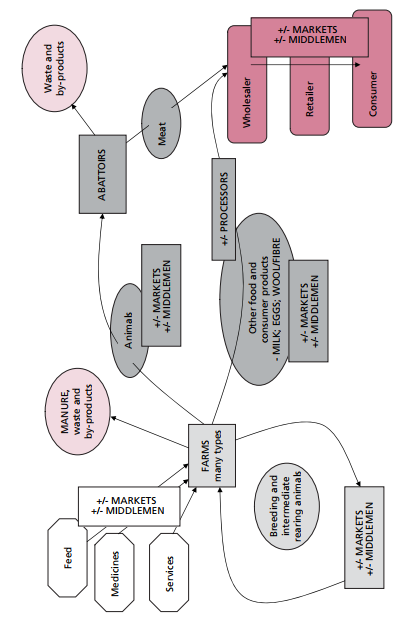 Waste and
by-products
ABATTOIRS
Meat
+/- MARKETS
+/- MIDDLEMEN
Wholesaler
Retailer
Consumer
+/- PROCESSORS
Animals
+/- MARKETS
+/- MIDDLEMEN
Other food and
consumer products
- MILK; EGGS; WOOL/FIBRE
+/- MARKETS
+/- MIDDLEMEN
MANURE,
waste and
by-products
FARMS
many types
+/- MARKETS
+/- MIDDLEMEN
Feed
Medicines
Services
Breeding and
intermediate
rearing animals
+/- MARKETS
+/- MIDDLEMEN